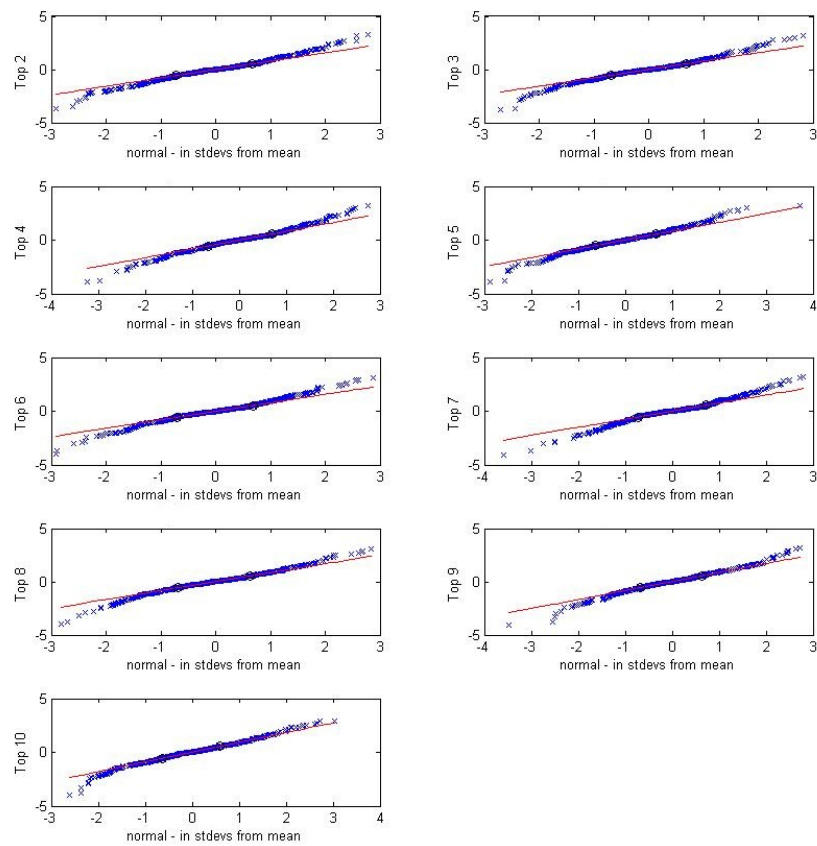 5
0
-5
Top 2
-3 -2 -1 0 1 2 3
normal - in stdevs from mean
5
0
-5
Top 3
-3 -2 -1 0 1 2 3
normal - in stdevs from mean
5
0
-5
Top 4
-4 -3 -2 -1 0 1 2 3
normal - in stdevs from mean
5
0
-5
Top 5
-3 -2 -1 0 1 2 3 4
normal - in stdevs from mean
5
0
-5
Top 6
-3 -2 -1 0 1 2 3
normal - in stdevs from mean
5
0
-5
Top 7
-4 -3 -2 -1 0 1 2 3
normal - in stdevs from mean
5
0
-5
Top 8
-3 -2 -1 0 1 2 3
normal - in stdevs from mean
5
0
-5
Top 9
-4 -3 -2 -1 0 1 2 3
normal - in stdevs from mean
5
0
-5
Top 10
-3 -2 -1 0 1 2 3 4
normal - in stdevs from mean